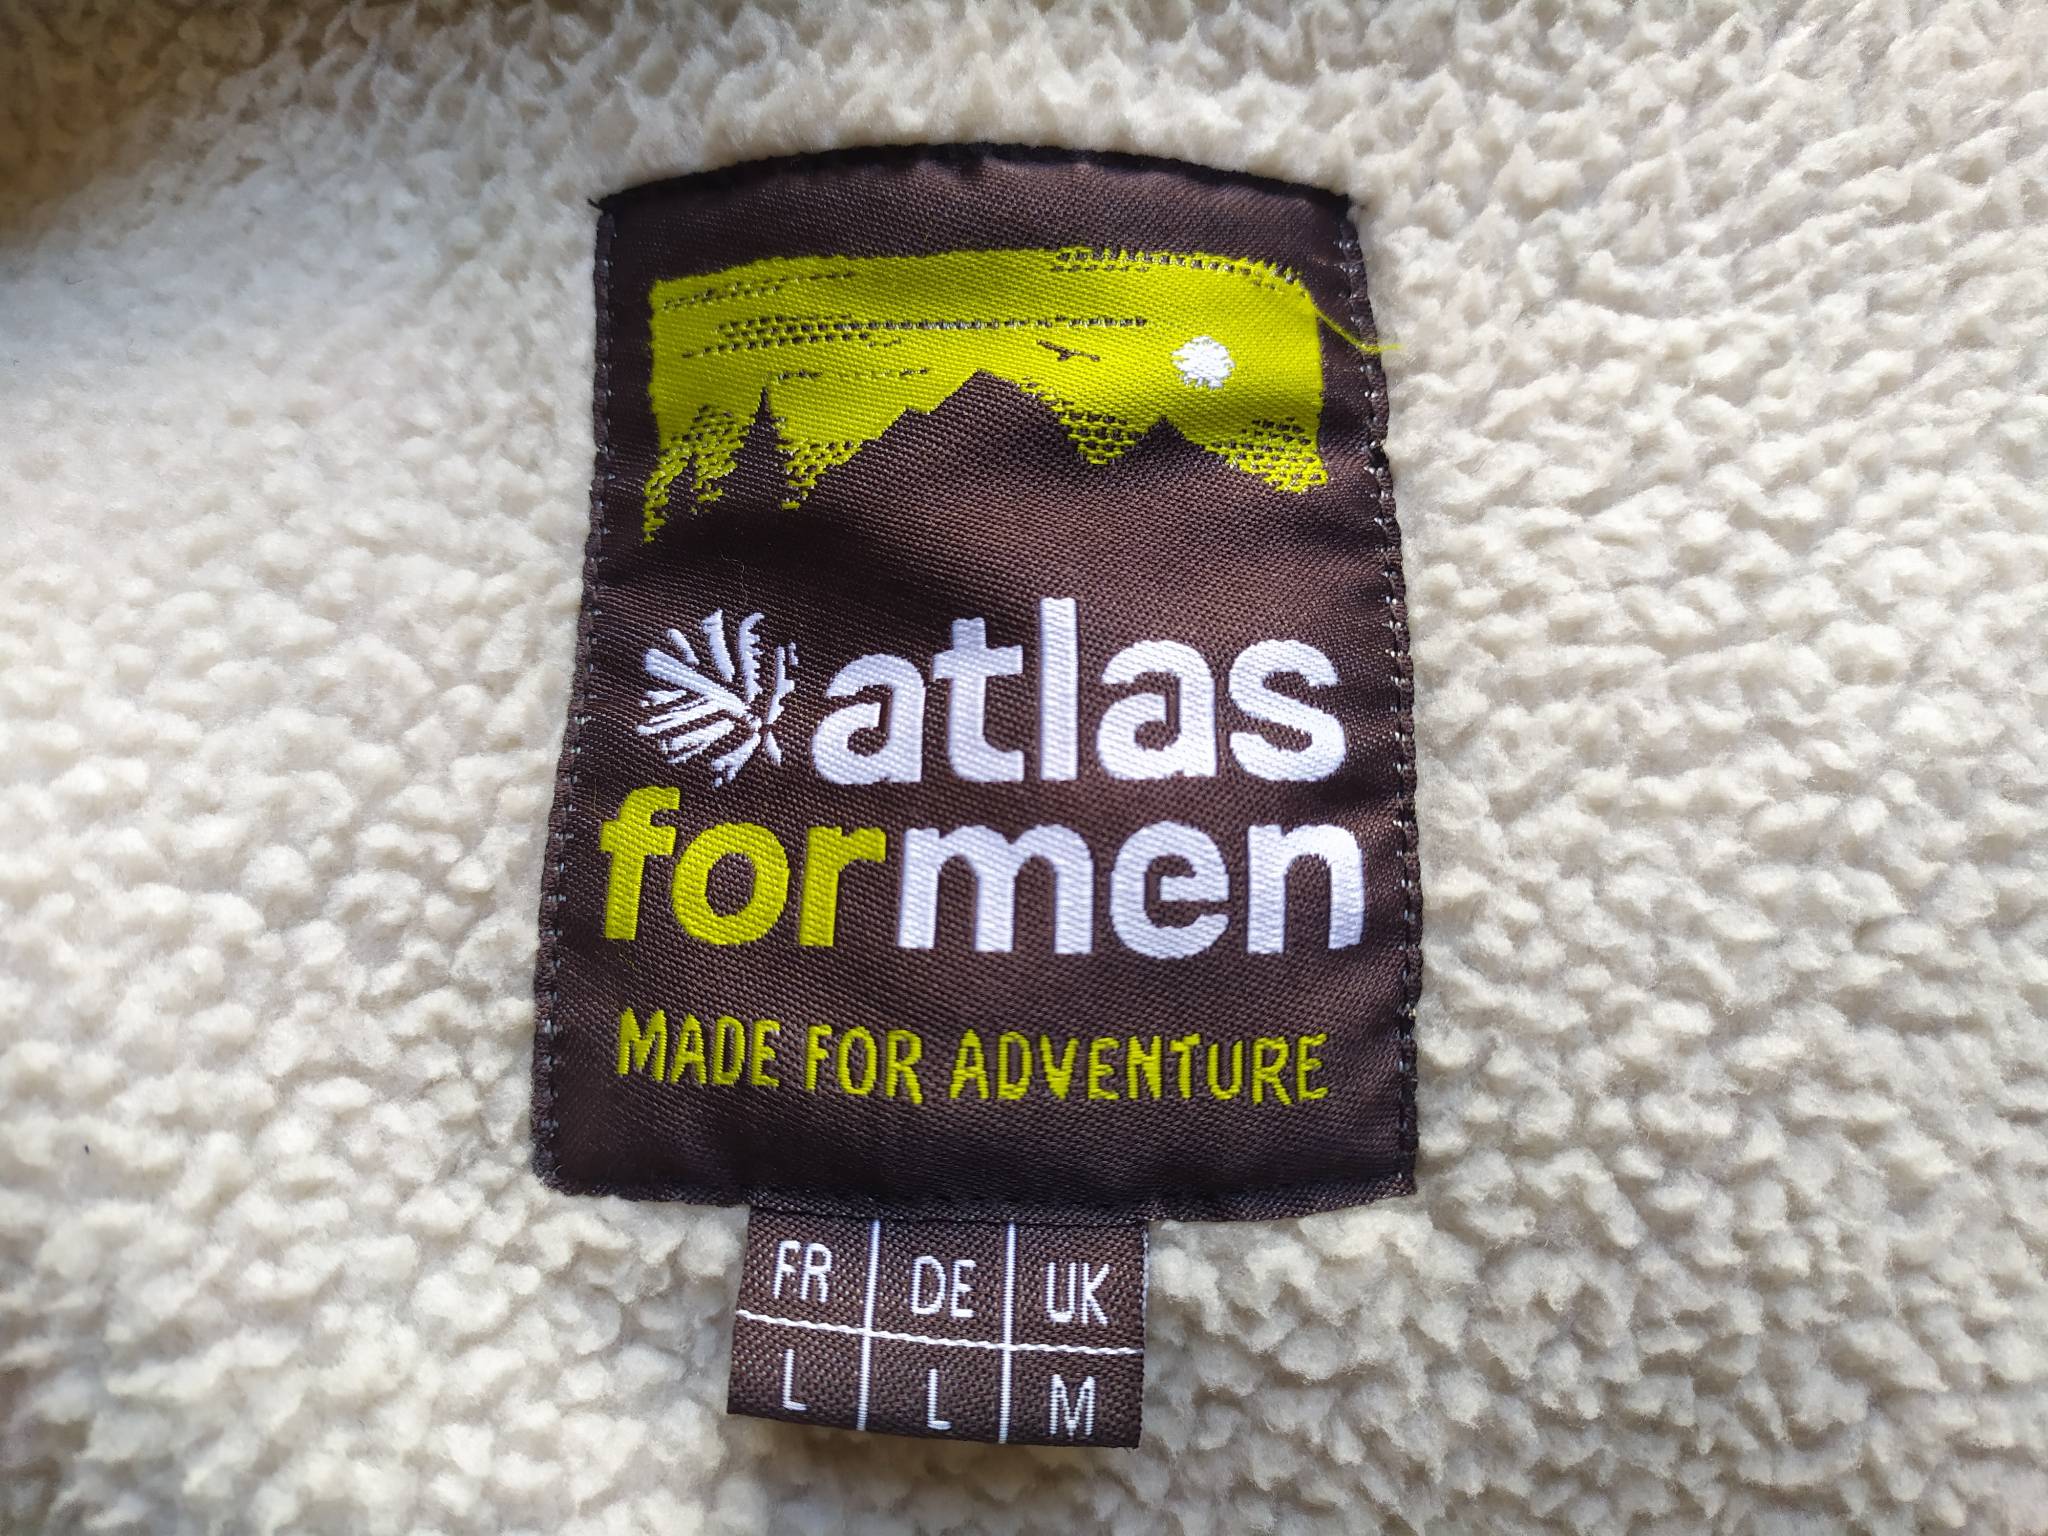 atlas
formen
MADE FOR ADVENTURE
FR DE UK
L L M